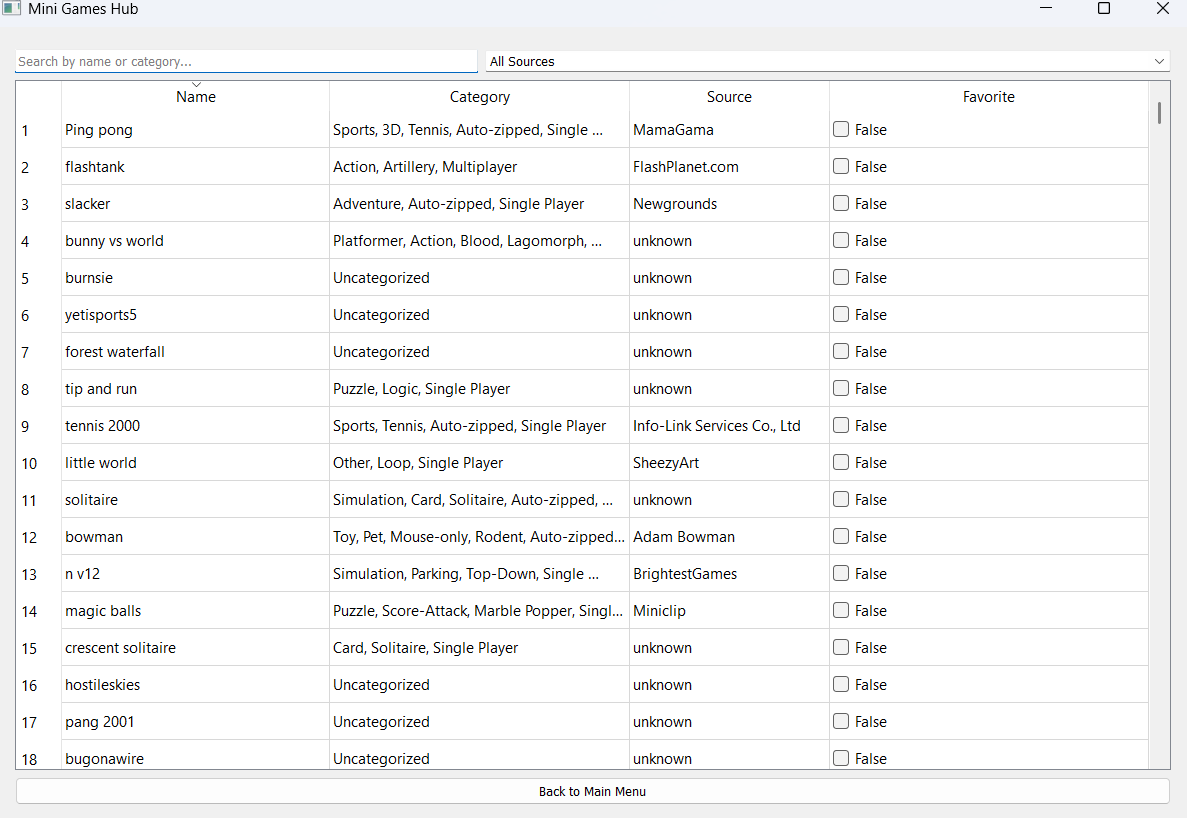 Mini Games Hub
Search by name or category... All Sources
Name Category Source Favorite
1 Ping pong Sports, 3D, Tennis, Auto-zipped, Single ... MamaGama False
2 flashtank Action, Artillery, Multiplayer FlashPlanet.com False
3 slacker Adventure, Auto-zipped, Single Player Newgrounds False
4 bunny vs world Platformer, Action, Blood, Lagomorph, ... unknown False
5 burnsie Uncategorized unknown False
6 yetisports5 Uncategorized unknown False
7 forest waterfall Uncategorized unknown False
8 tip and run Puzzle, Logic, Single Player unknown False
9 tennis 2000 Sports, Tennis, Auto-zipped, Single Player Info-Link Services Co., Ltd False
10 little world Other, Loop, Single Player SheezyArt False
11 solitaire Simulation, Card, Solitaire, Auto-zipped, ... unknown False
12 bowman Toy, Pet, Mouse-only, Rodent, Auto-zipped... Adam Bowman False
13 n v12 Simulation, Parking, Top-Down, Single ... BrightestGames False
14 magic balls Puzzle, Score-Attack, Marble Popper, Singl... Miniclip False
15 crescent solitaire Card, Solitaire, Single Player unknown False
16 hostileskies Uncategorized unknown False
17 pang 2001 Uncategorized unknown False
18 bugonawire Uncategorized unknown False
Back to Main Menu